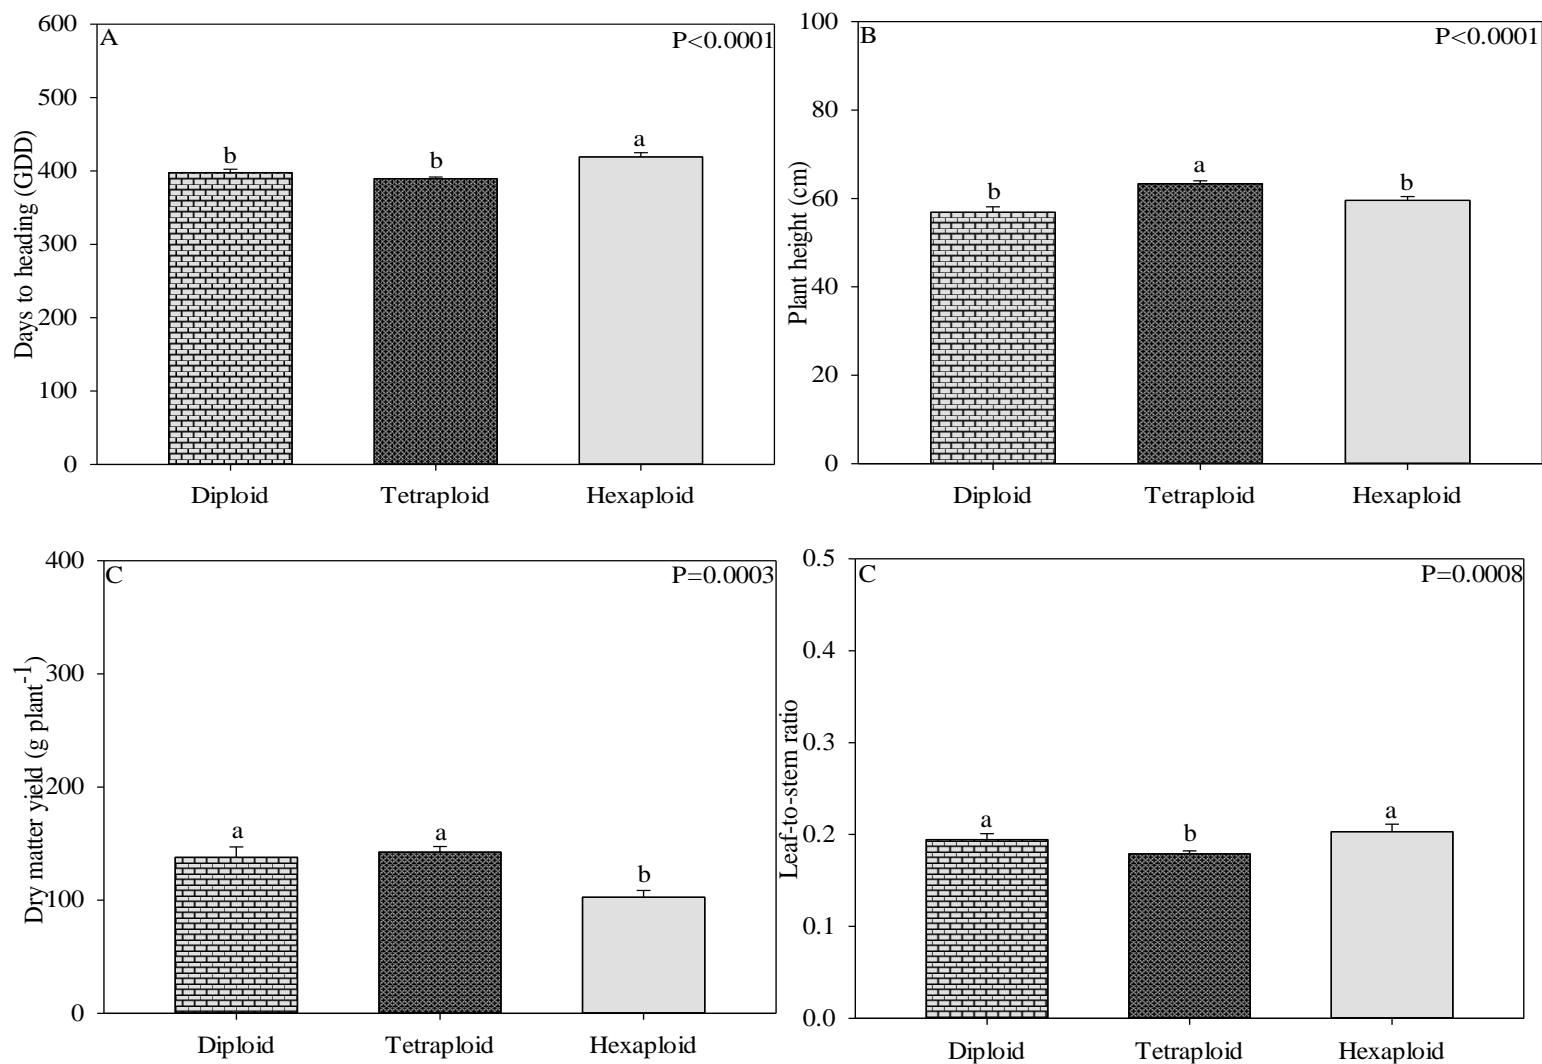 A
P<0.0001
600
500
400
300
200
100
0
Days to heading (GDD)
b
b
a
Diploid
Tetraploid
Hexaploid
B
P<0.0001
100
80
60
40
20
0
Plant height (cm)
b
a
b
Diploid
Tetraploid
Hexaploid
C
P=0.0003
400
300
200
100
0
Dry matter yield (g plant⁻¹)
a
a
b
Diploid
Tetraploid
Hexaploid
C
P=0.0008
0.5
0.4
0.3
0.2
0.1
0.0
Leaf-to-stem ratio
a
b
a
Diploid
Tetraploid
Hexaploid